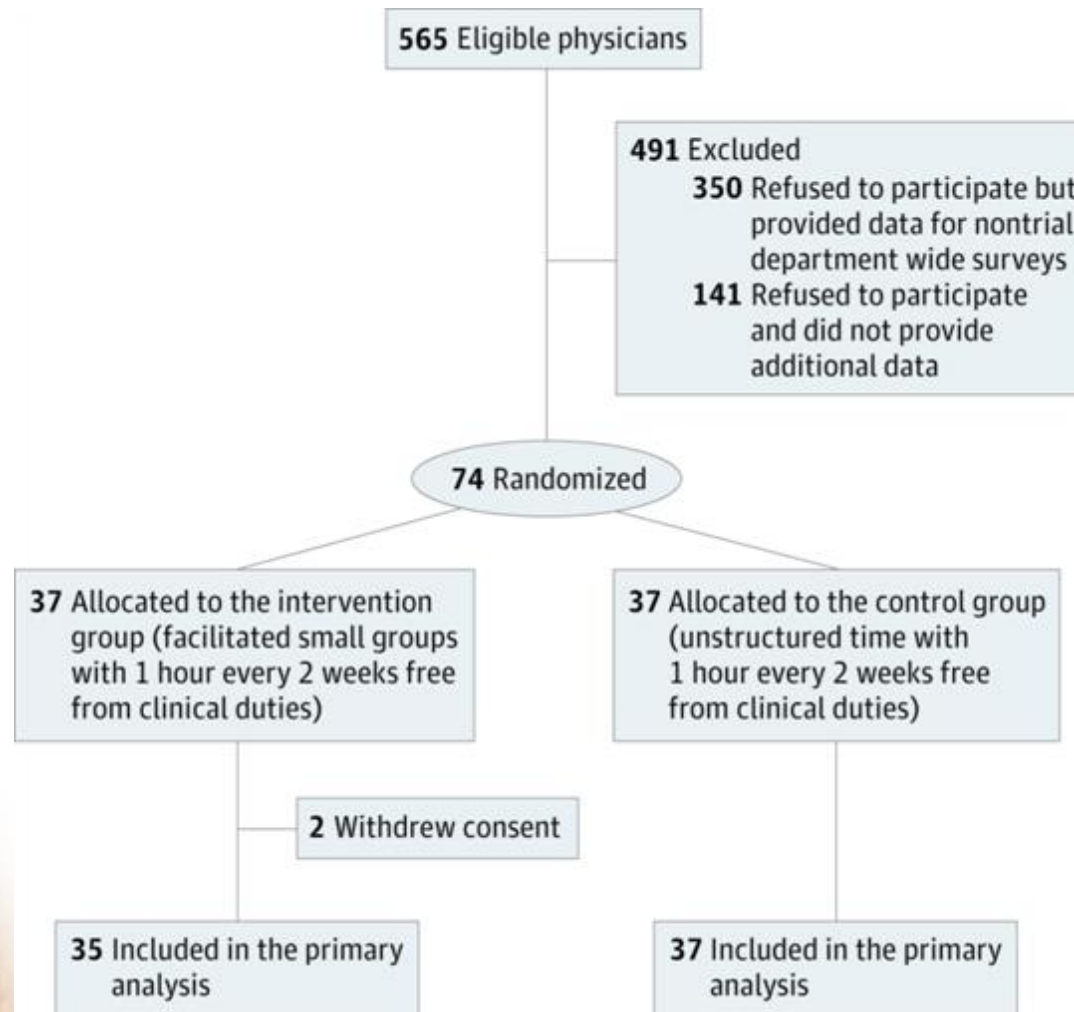 565 Eligible physicians
491 Excluded
350 Refused to participate but
provided data for nontrial
department wide surveys
141 Refused to participate
and did not provide
additional data
74 Randomized
37 Allocated to the intervention
group (facilitated small groups
with 1 hour every 2 weeks free
from clinical duties)
37 Allocated to the control group
(unstructured time with
1 hour every 2 weeks free
from clinical duties)
2 Withdrew consent
35 Included in the primary
analysis
37 Included in the primary
analysis